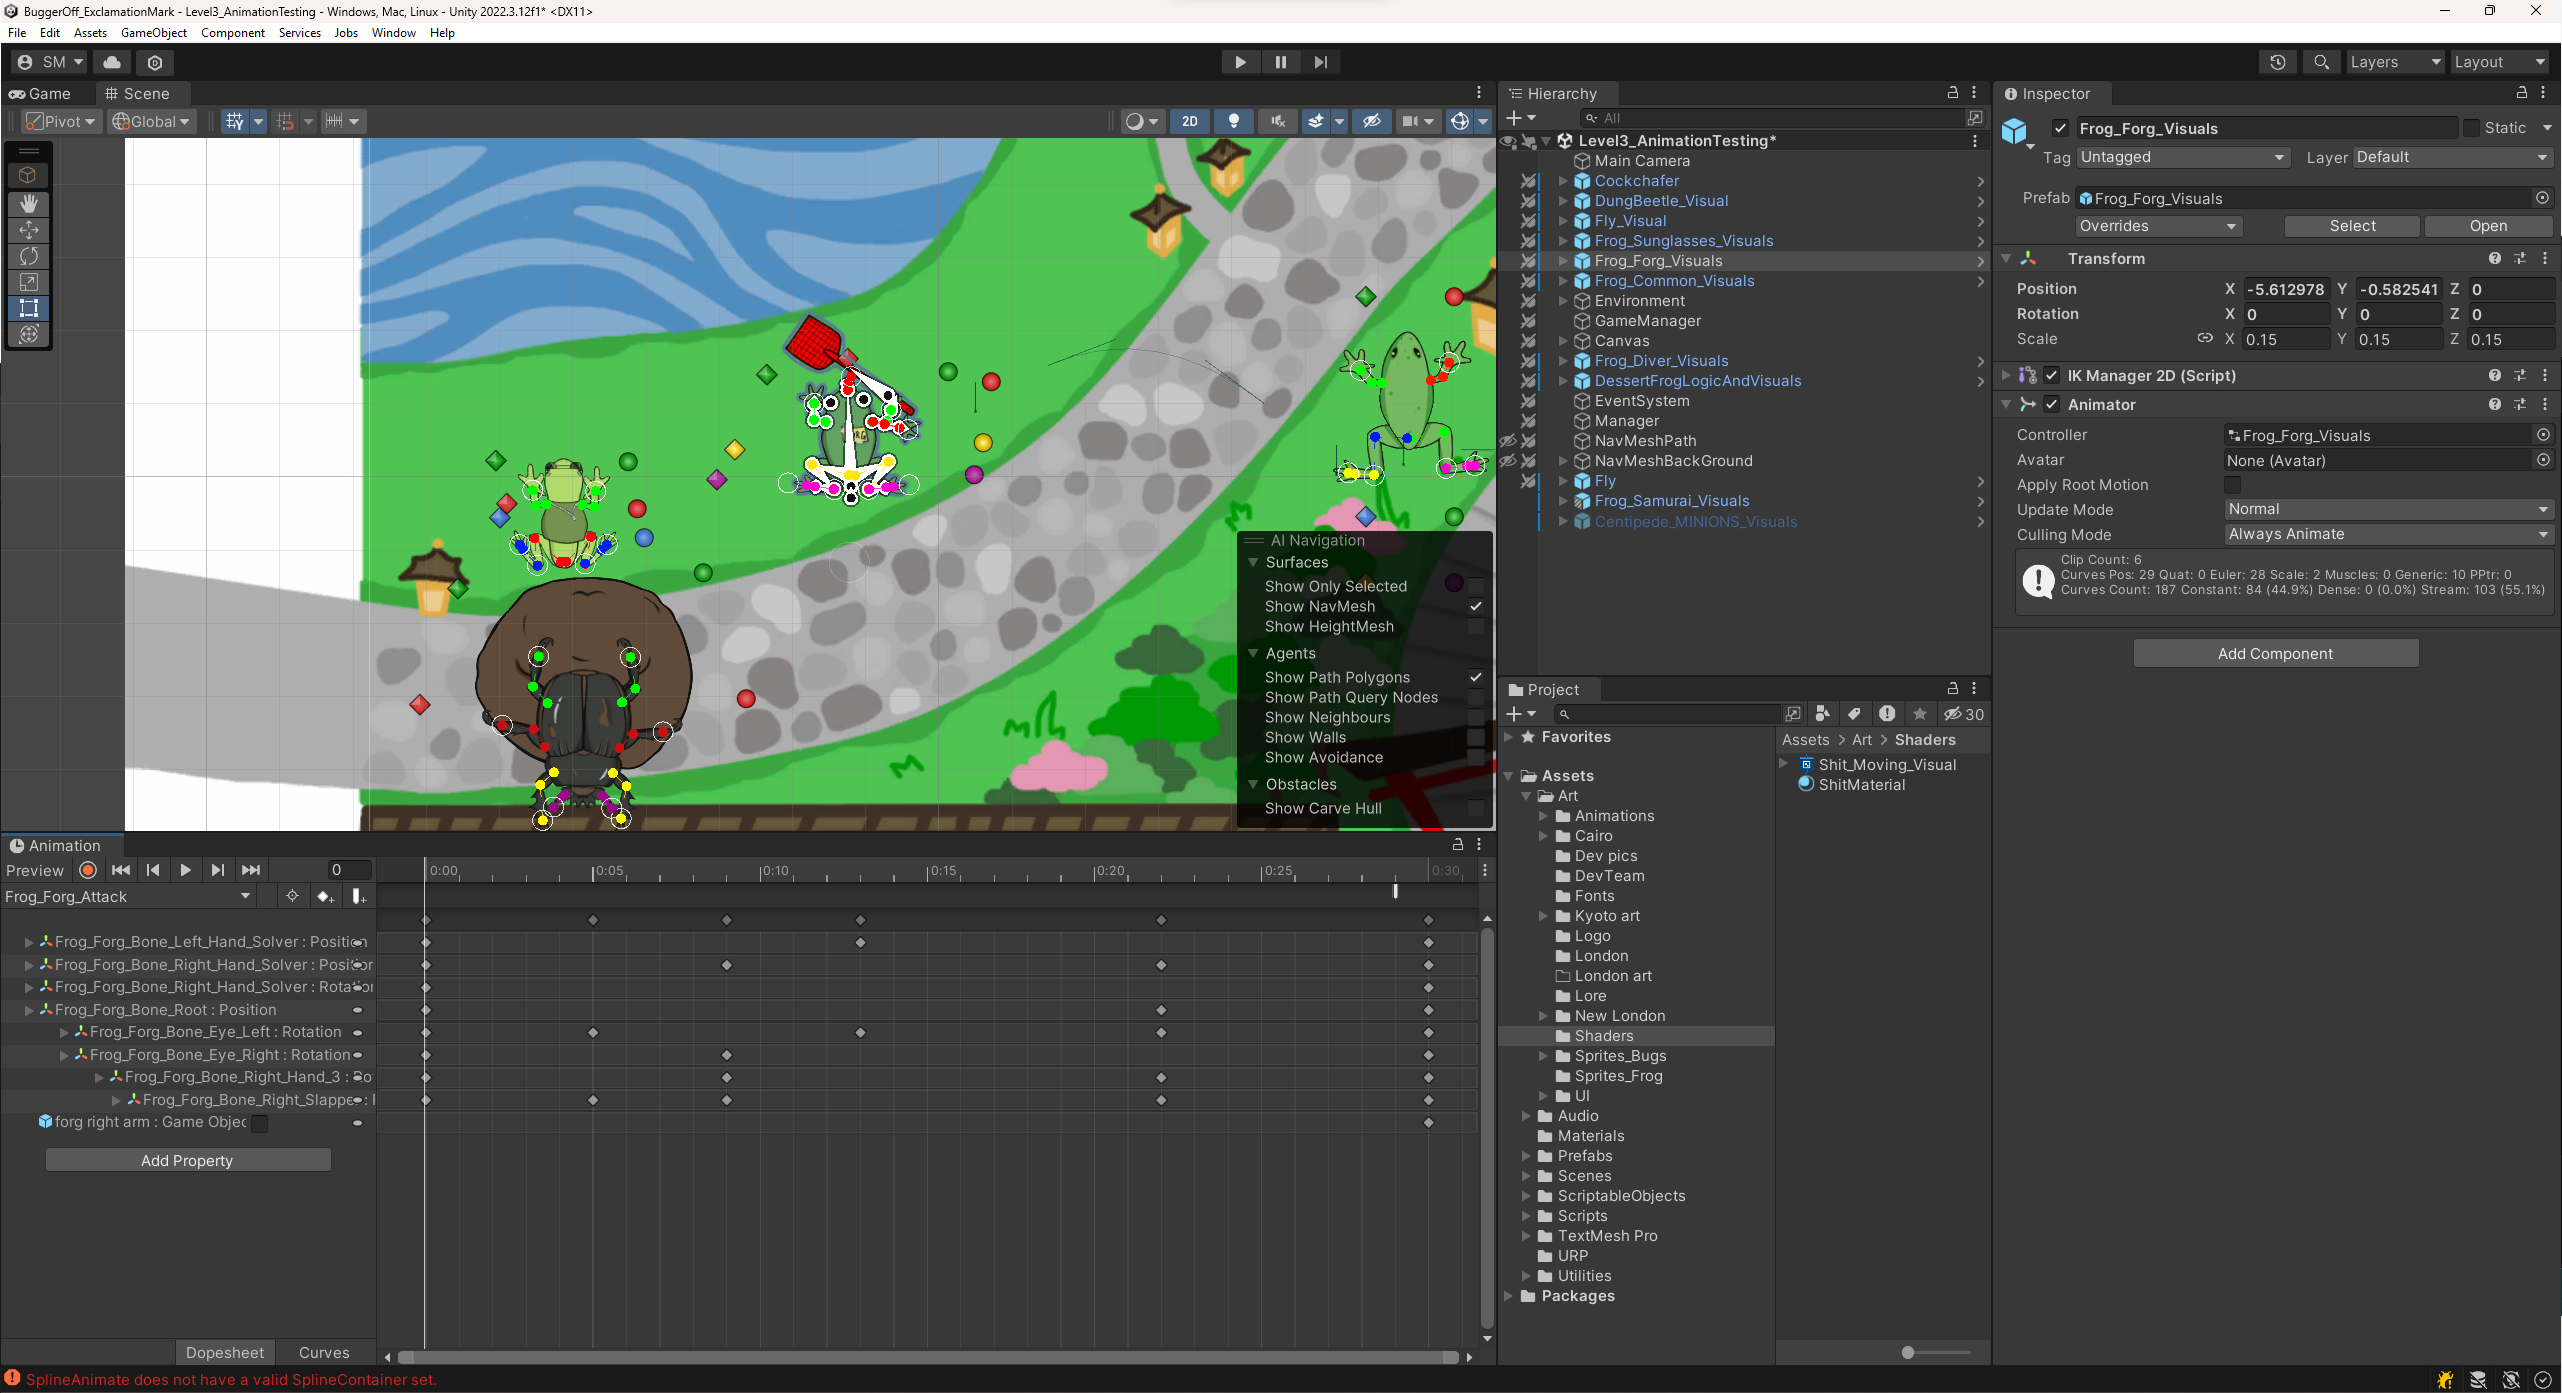 BuggerOff_ExclamationMark - Level3_AnimationTesting - Windows, Mac, Linux - Unity 2022.3.12f1* <DX11>
File Edit Assets GameObject Component Services Jobs Window Help
SM Layers Layout
Game Scene
Pivot Global 2D
AI Navigation
Surfaces
Show Only Selected
Show NavMesh
Show HeightMesh
Agents
Show Path Polygons
Show Path Query Nodes
Show Neighbours
Show Walls
Show Avoidance
Obstacles
Show Carve Hull
Hierarchy
All
Level3_AnimationTesting*
Main Camera
Cockchafer
DungBeetle_Visual
Fly_Visual
Frog_Sunglasses_Visuals
Frog_Forg_Visuals
Frog_Common_Visuals
Environment
GameManager
Canvas
Frog_Diver_Visuals
DessertFrogLogicAndVisuals
EventSystem
Manager
NavMeshPath
NavMeshBackGround
Fly
Frog_Samurai_Visuals
Centipede_MINIONS_Visuals
Inspector
Frog_Forg_Visuals Static
Tag Untagged Layer Default
Prefab Frog_Forg_Visuals
Overrides Select Open
Transform
Position X -5.612978 Y -0.582541 Z 0
Rotation X 0 Y 0 Z 0
Scale X 0.15 Y 0.15 Z 0.15
IK Manager 2D (Script)
Animator
Controller Frog_Forg_Visuals
Avatar None (Avatar)
Apply Root Motion
Update Mode Normal
Culling Mode Always Animate
Clip Count: 6
Curves Pos: 29 Quat: 0 Euler: 28 Scale: 2 Muscles: 0 Generic: 10 PPtr: 0
Curves Count: 187 Constant: 84 (44.9%) Dense: 0 (0.0%) Stream: 103 (55.1%)
Add Component
Project
30
Favorites
Assets
Art
Animations
Cairo
Dev pics
DevTeam
Fonts
Kyoto art
Logo
London
London art
Lore
New London
Shaders
Sprites_Bugs
Sprites_Frog
UI
Audio
Materials
Prefabs
Scenes
ScriptableObjects
Scripts
TextMesh Pro
URP
Utilities
Packages
Assets > Art > Shaders
Shit_Moving_Visual
ShitMaterial
Animation
Preview 0 0:00 0:05 0:10 0:15 0:20 0:25 0:30
Frog_Forg_Attack
Frog_Forg_Bone_Left_Hand_Solver : Position
Frog_Forg_Bone_Right_Hand_Solver : Position
Frog_Forg_Bone_Right_Hand_Solver : Rotation
Frog_Forg_Bone_Root : Position
Frog_Forg_Bone_Eye_Left : Rotation
Frog_Forg_Bone_Eye_Right : Rotation
Frog_Forg_Bone_Right_Hand_3 : Ro
Frog_Forg_Bone_Right_Slapper :
forg right arm : Game Objec
Add Property
Dopesheet Curves
SplineAnimate does not have a valid SplineContainer set.